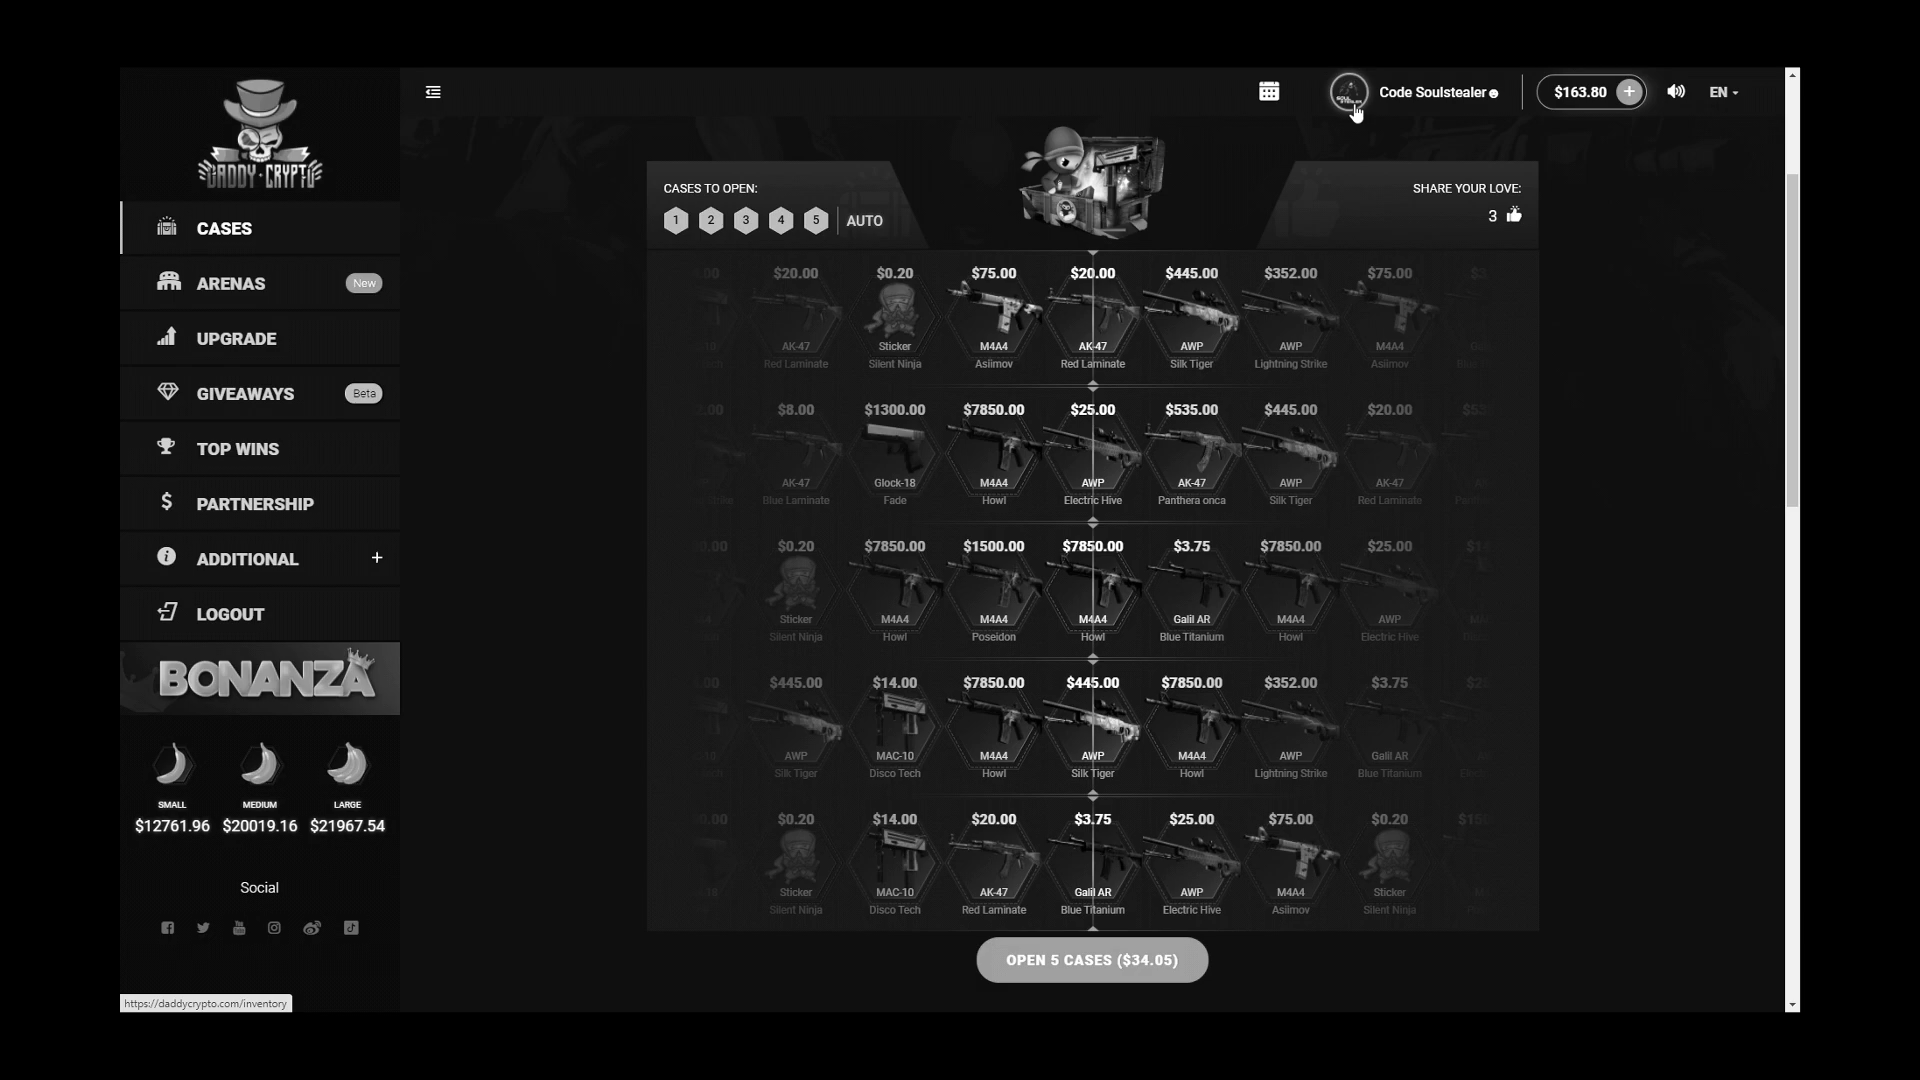 DADDY CRYPTO
Code Soulstealer
$163.80
EN
CASES
ARENAS New
UPGRADE
GIVEAWAYS Beta
TOP WINS
PARTNERSHIP
ADDITIONAL +
LOGOUT
BONANZA
SMALL MEDIUM LARGE
$12761.96 $20019.16 $21967.54
Social
https://daddycrypto.com/inventory
CASES TO OPEN:
1 2 3 4 5 AUTO
SHARE YOUR LOVE:
3
$20.00 $0.20 $75.00 $20.00 $445.00 $352.00 $75.00
AK-47 Sticker M4A4 AK-47 AWP AWP M4A4
Red Laminate Silent Ninja Asiimov Red Laminate Silk Tiger Lightning Strike Asiimov
$8.00 $1300.00 $7850.00 $25.00 $535.00 $445.00 $20.00
AK-47 Glock-18 M4A4 AWP AK-47 AWP AK-47
Blue Laminate Fade Howl Electric Hive Panthera onca Silk Tiger Red Laminate
$0.20 $7850.00 $1500.00 $7850.00 $3.75 $7850.00 $25.00
Sticker M4A4 M4A4 M4A4 Galil AR M4A4 AWP
Silent Ninja Howl Poseidon Howl Blue Titanium Howl Electric Hive
$445.00 $14.00 $7850.00 $445.00 $7850.00 $352.00 $3.75
AWP MAC-10 M4A4 AWP M4A4 AWP Galil AR
Silk Tiger Disco Tech Howl Silk Tiger Howl Lightning Strike Blue Titanium
$0.20 $14.00 $20.00 $3.75 $25.00 $75.00 $0.20
Sticker MAC-10 AK-47 Galil AR AWP M4A4 Sticker
Silent Ninja Disco Tech Red Laminate Blue Titanium Electric Hive Asiimov Silent Ninja
OPEN 5 CASES ($34.05)